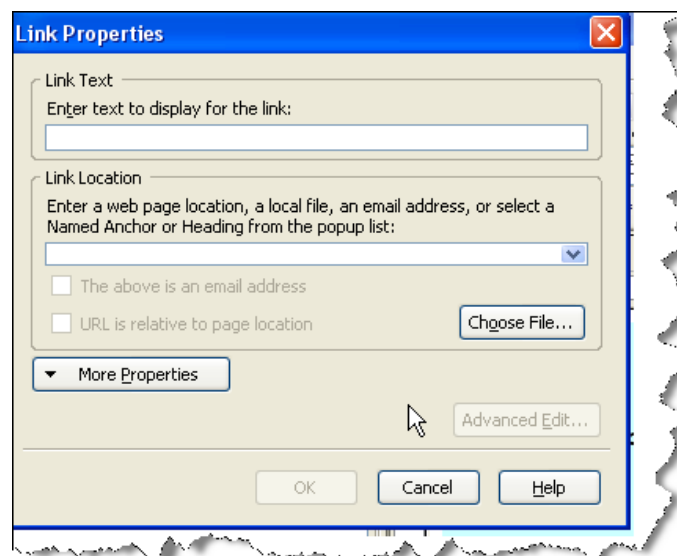 Link Properties
Link Text
Enter text to display for the link:
Link Location
Enter a web page location, a local file, an email address, or select a
Named Anchor or Heading from the popup list:
The above is an email address
URL is relative to page location
Choose File...
More Properties
Advanced Edit...
OK Cancel Help